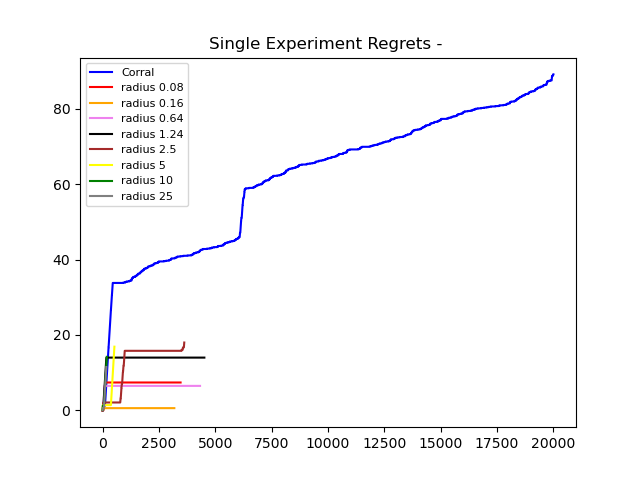 Single Experiment Regrets -
Corral
radius 0.08
radius 0.16
radius 0.64
radius 1.24
radius 2.5
radius 5
radius 10
radius 25
80
60
40
20
0
0 2500 5000 7500 10000 12500 15000 17500 20000